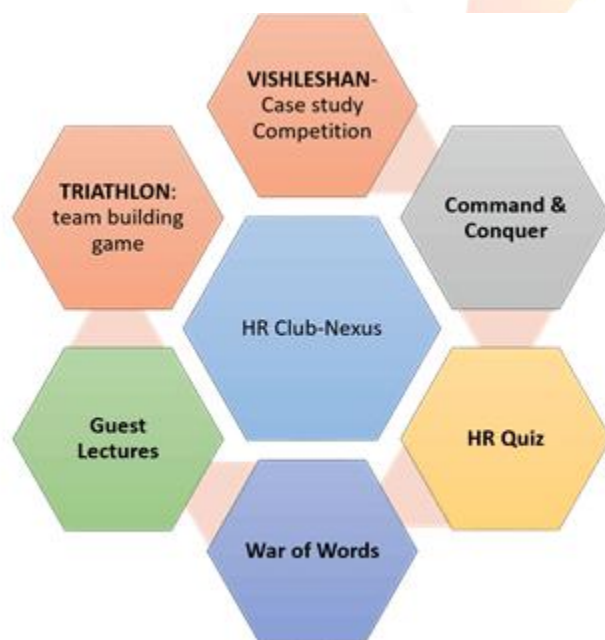 VISHLESHAN-
Case study
Competition
TRIATHLON:
team building
game
Command &
Conquer
HR Club-Nexus
Guest
Lectures
HR Quiz
War of Words